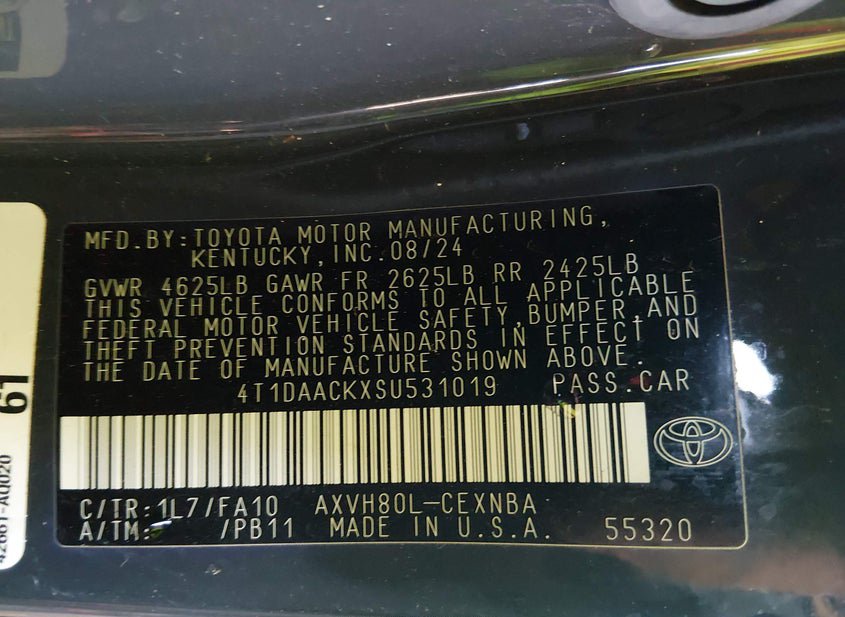 MFD.BY:TOYOTA MOTOR MANUFACTURING,
KENTUCKY, INC. 08/24
GVWR 4625LB GAWR FR 2625LB RR 2425LB
THIS VEHICLE CONFORMS TO ALL APPLICABLE
FEDERAL MOTOR VEHICLE SAFETY, BUMPER, AND
THEFT PREVENTION STANDARDS IN EFFECT ON
THE DATE OF MANUFACTURE SHOWN ABOVE.
4T1DAACKXSU531019 PASS.CAR
C/TR:1L7/FA10 AXVH80L-CEXNBA
A/TM: /PB11 MADE IN U.S.A. 55320
61